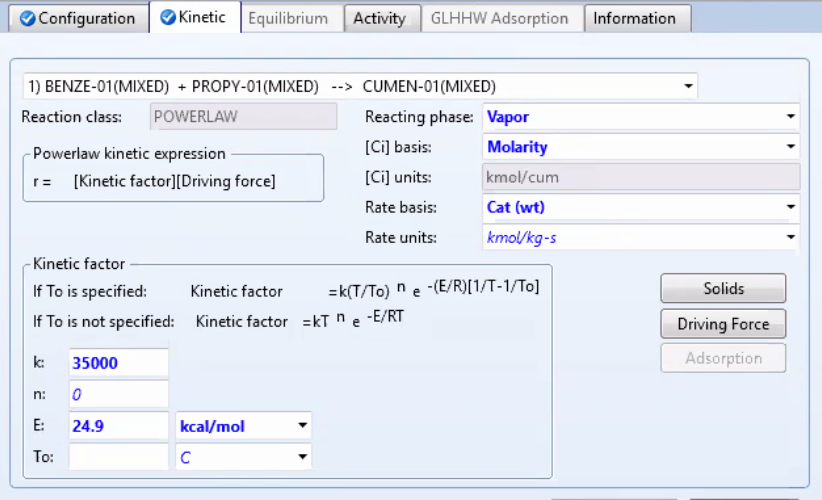 Configuration Kinetic Equilibrium Activity GLHHW Adsorption Information
1) BENZE-01(MIXED) + PROPY-01(MIXED) --> CUMEN-01(MIXED)
Reaction class: POWERLAW Reacting phase: Vapor
[Ci] basis: Molarity
Powerlaw kinetic expression
r = [Kinetic factor][Driving force]
[Ci] units: kmol/cum
Rate basis: Cat (wt)
Rate units: kmol/kg-s
Kinetic factor
If To is specified: Kinetic factor =k(T/To) n e -(E/R)[1/T-1/To]
If To is not specified: Kinetic factor =kT n e -E/RT
Solids
Driving Force
Adsorption
k: 35000
n: 0
E: 24.9 kcal/mol
To: C